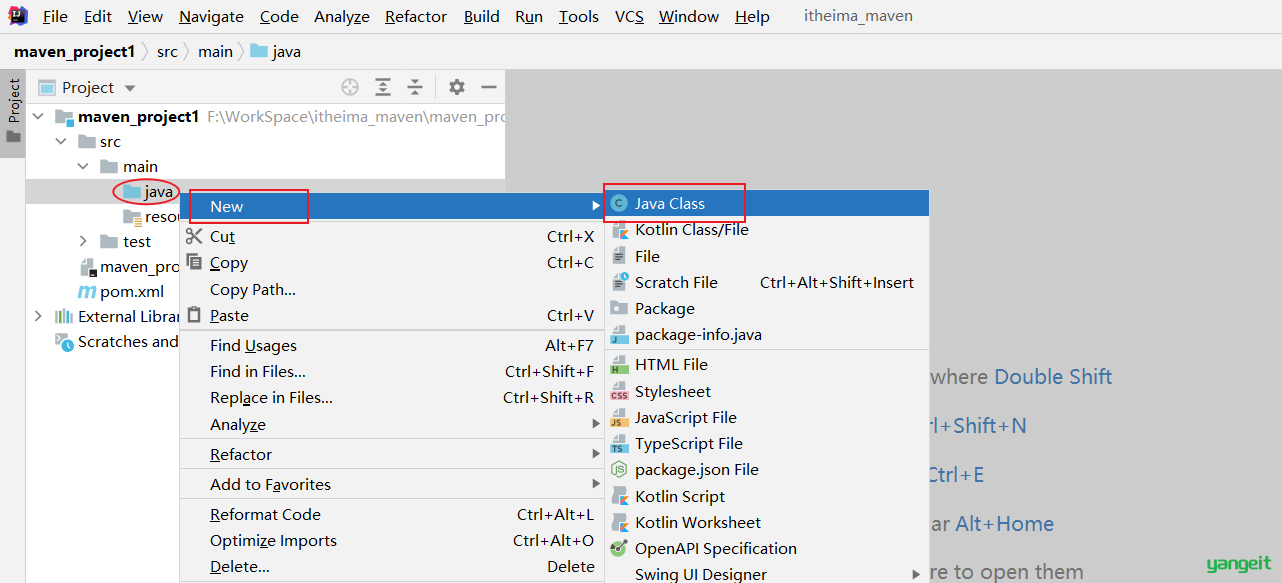 File Edit View Navigate Code Analyze Refactor Build Run Tools VCS Window Help itheima_maven
maven_project1 src main java
Project
Project
maven_project1 F:\WorkSpace\itheima_maven\maven_pro
src
main
java
resou
test
maven_pro
pom.xml
External Librar
Scratches and
New
Cut Ctrl+X
Copy Ctrl+C
Copy Path...
Paste Ctrl+V
Find Usages Alt+F7
Find in Files... Ctrl+Shift+F
Replace in Files... Ctrl+Shift+R
Analyze
Refactor
Add to Favorites
Reformat Code Ctrl+Alt+L
Optimize Imports Ctrl+Alt+O
Delete... Delete
Java Class
Kotlin Class/File
File
Scratch File Ctrl+Alt+Shift+Insert
Package
package-info.java
HTML File
Stylesheet
JavaScript File
TypeScript File
package.json File
Kotlin Script
Kotlin Worksheet
OpenAPI Specification
Swing UI Designer
where Double Shift
rl+Shift+N
Ctrl+E
ar Alt+Home
re to open them
yangeit